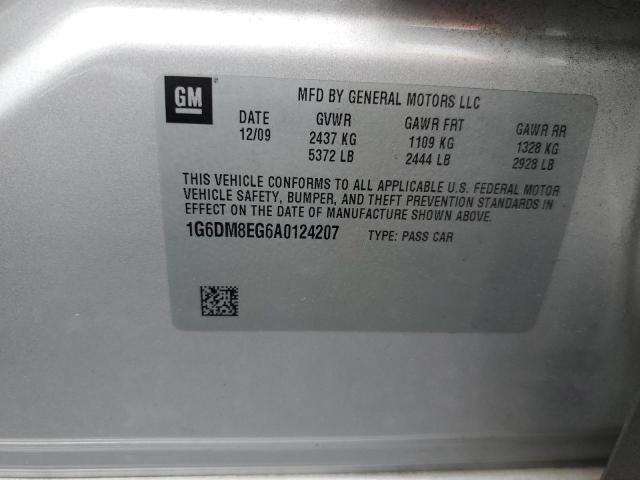 GM
MFD BY GENERAL MOTORS LLC
DATE GVWR GAWR FRT GAWR RR
12/09 2437 KG 1109 KG 1328 KG
5372 LB 2444 LB 2928 LB
THIS VEHICLE CONFORMS TO ALL APPLICABLE U.S. FEDERAL MOTOR
VEHICLE SAFETY, BUMPER, AND THEFT PREVENTION STANDARDS IN
EFFECT ON THE DATE OF MANUFACTURE SHOWN ABOVE.
1G6DM8EG6A0124207 TYPE: PASS CAR